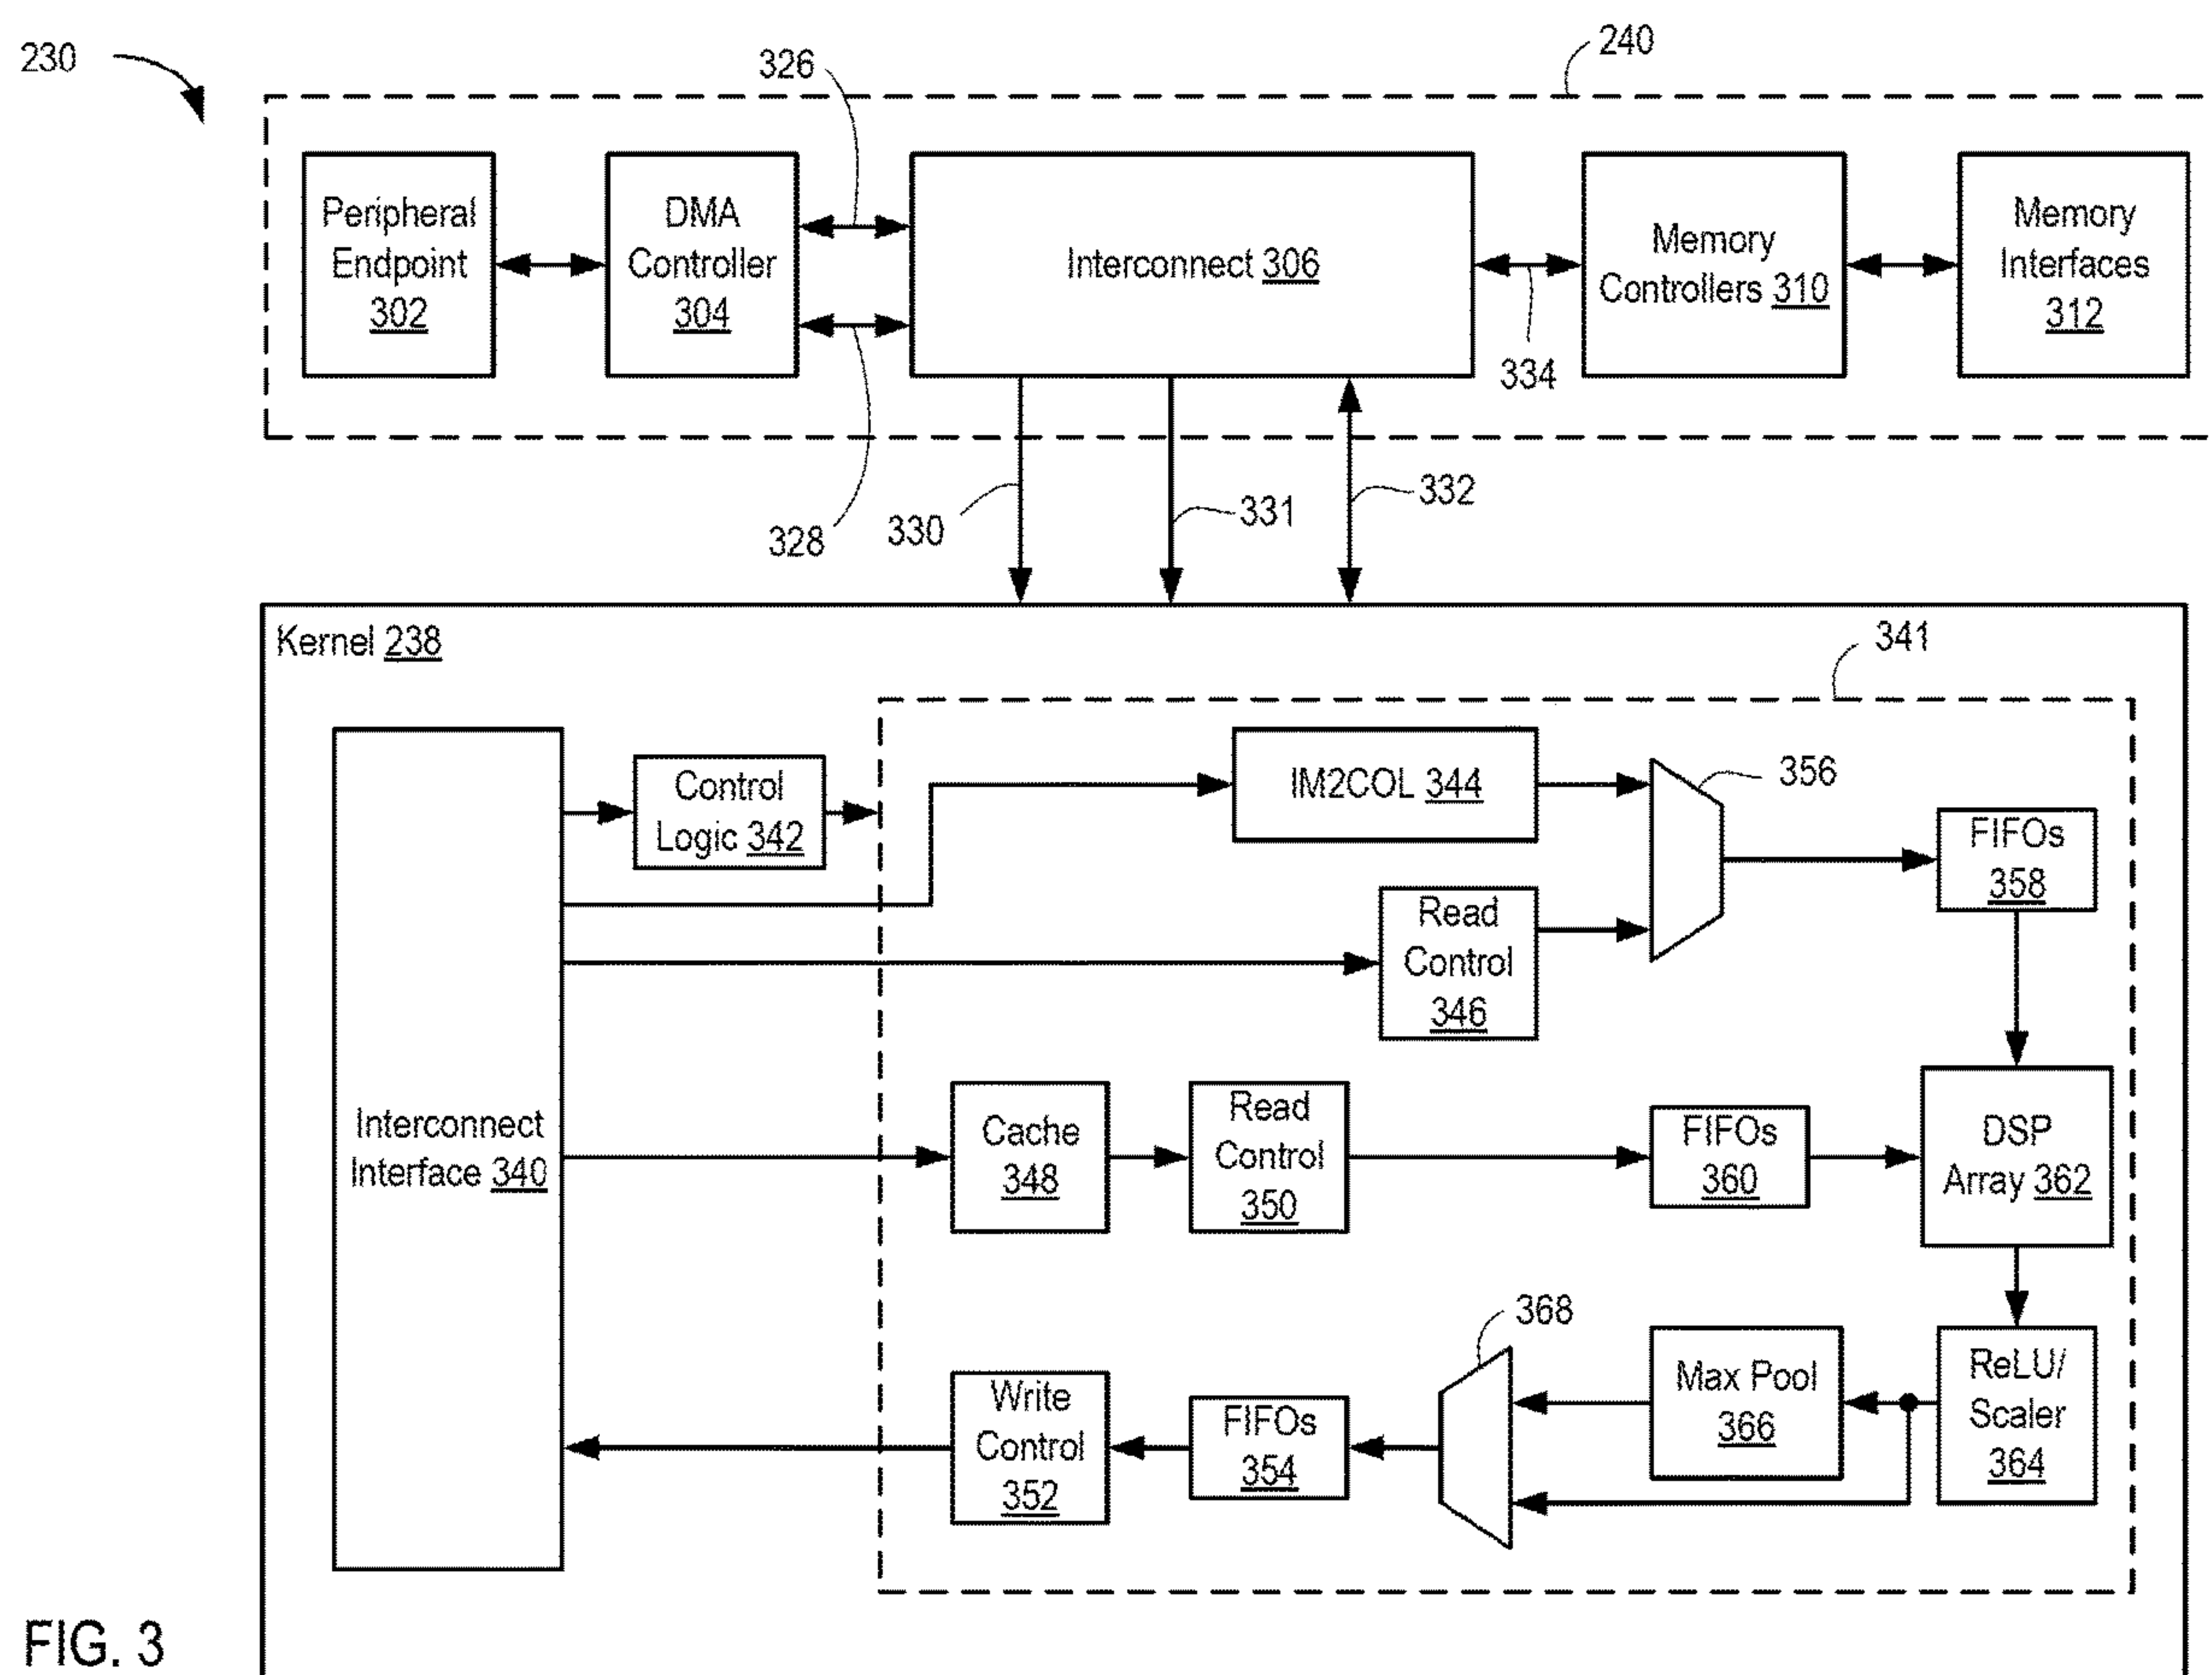 230
240
326
Peripheral
Endpoint
302
DMA
Controller
304
Interconnect 306
Memory
Controllers 310
Memory
Interfaces
312
334
328
330
331
332
Kernel 238
341
Interconnect
Interface 340
Control
Logic 342
IM2COL 344
356
FIFOs
358
Read
Control
346
Cache
348
Read
Control
350
FIFOs
360
DSP
Array 362
368
Write
Control
352
FIFOs
354
Max Pool
366
ReLU/
Scaler
364
FIG. 3